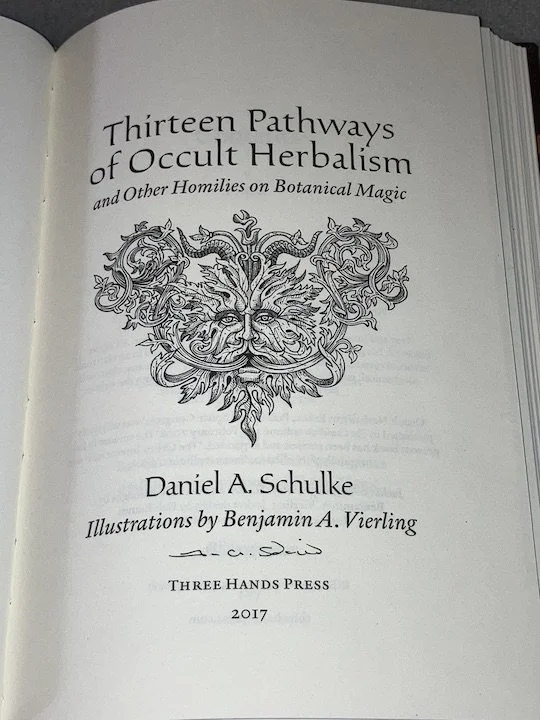 Thirteen Pathways
of Occult Herbalism
and Other Homilies on Botanical Magic
Daniel A. Schulke
Illustrations by Benjamin A. Vierling
THREE HANDS PRESS
2017